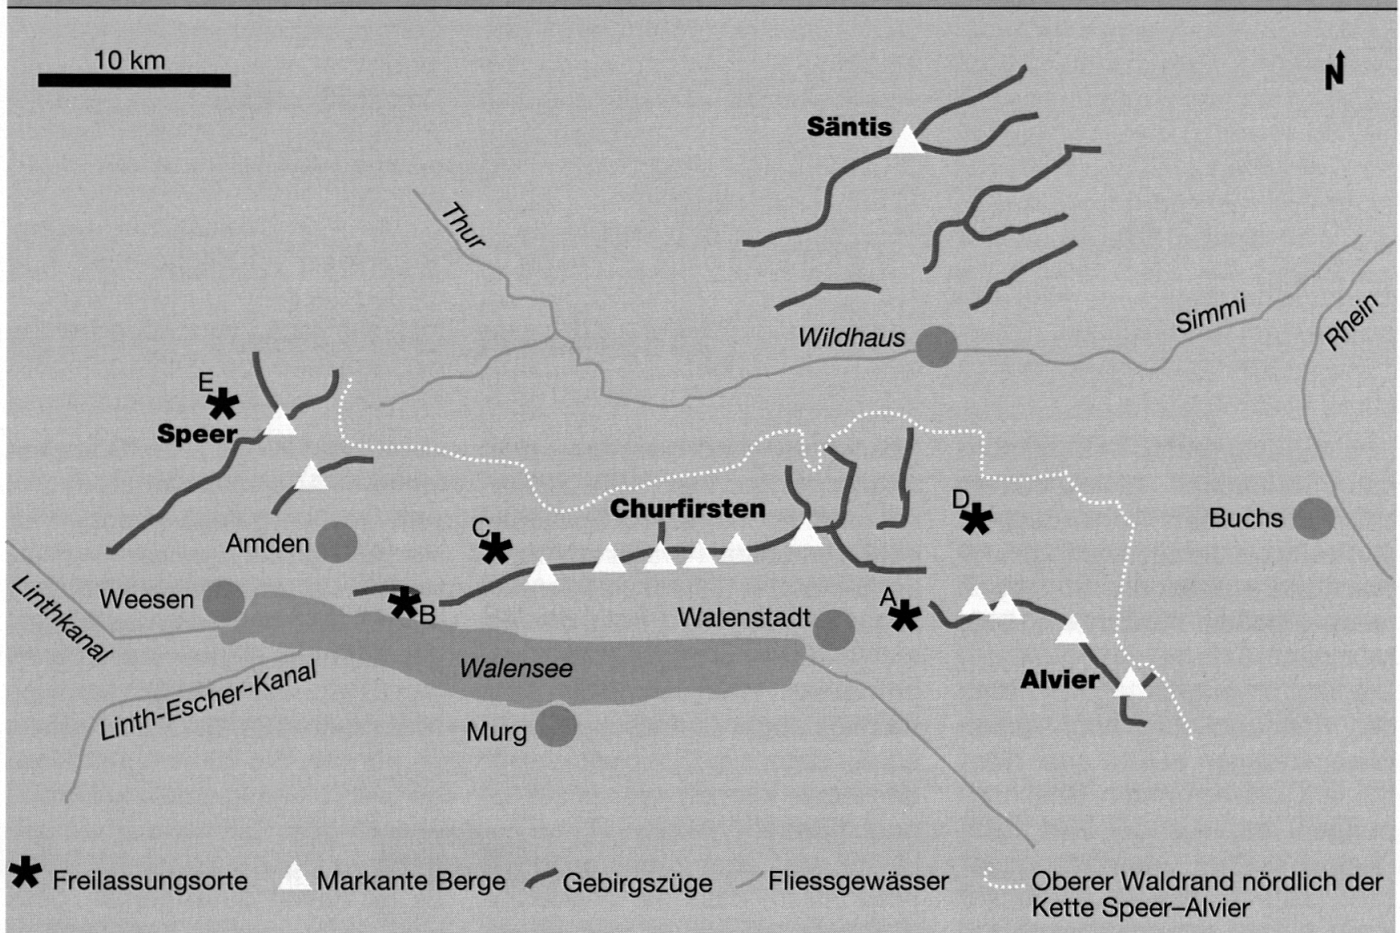 10 km
N
Säntis
Thur
Wildhaus
Simmi
Rhein
E
Speer
Churfirsten
D
C
Buchs
Amden
Weesen
B
A
Walenstadt
Linthkanal
Walensee
Alvier
Linth-Escher-Kanal
Murg
Freilassungsorte
Markante Berge
Gebirgszüge
Fliessgewässer
Oberer Waldrand nördlich der
Kette Speer–Alvier